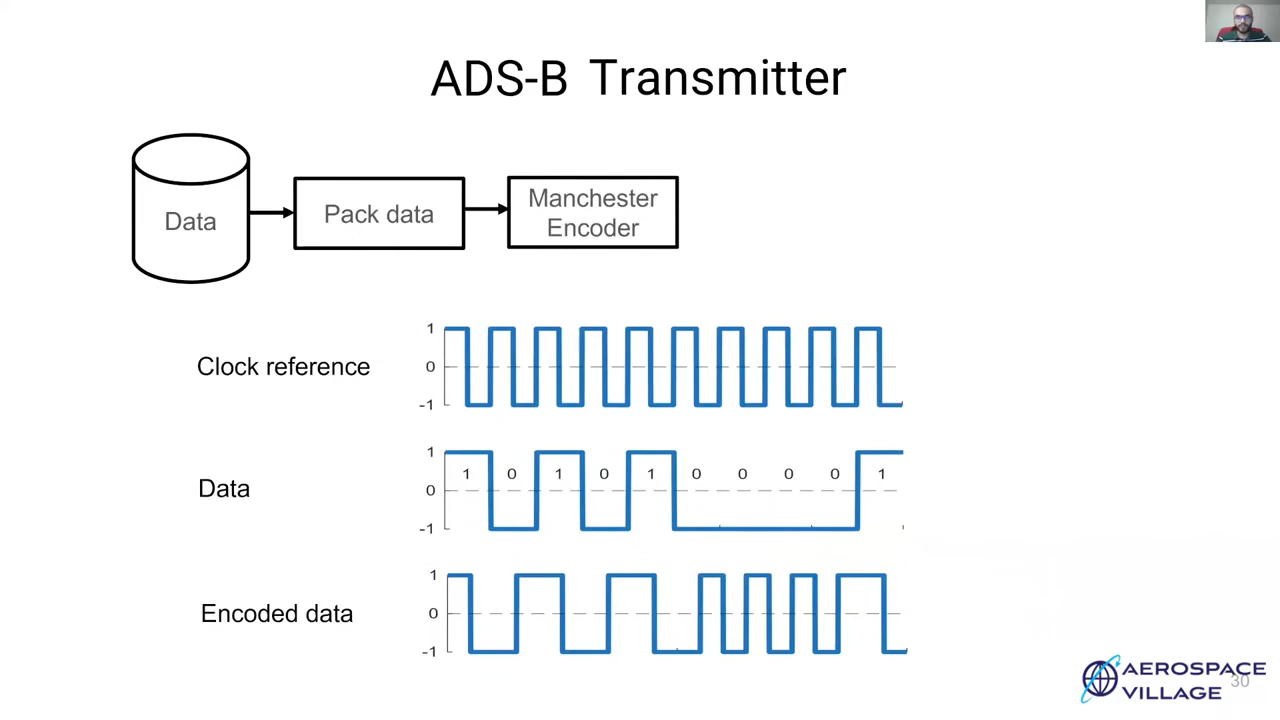 ADS-B Transmitter
Data
Pack data
Manchester
Encoder
Clock reference
1
0
-1
Data
1
0
-1
1 0 1 0 1 0 0 0 0 1
Encoded data
1
0
-1
AEROSPACE
VILLAGE
30